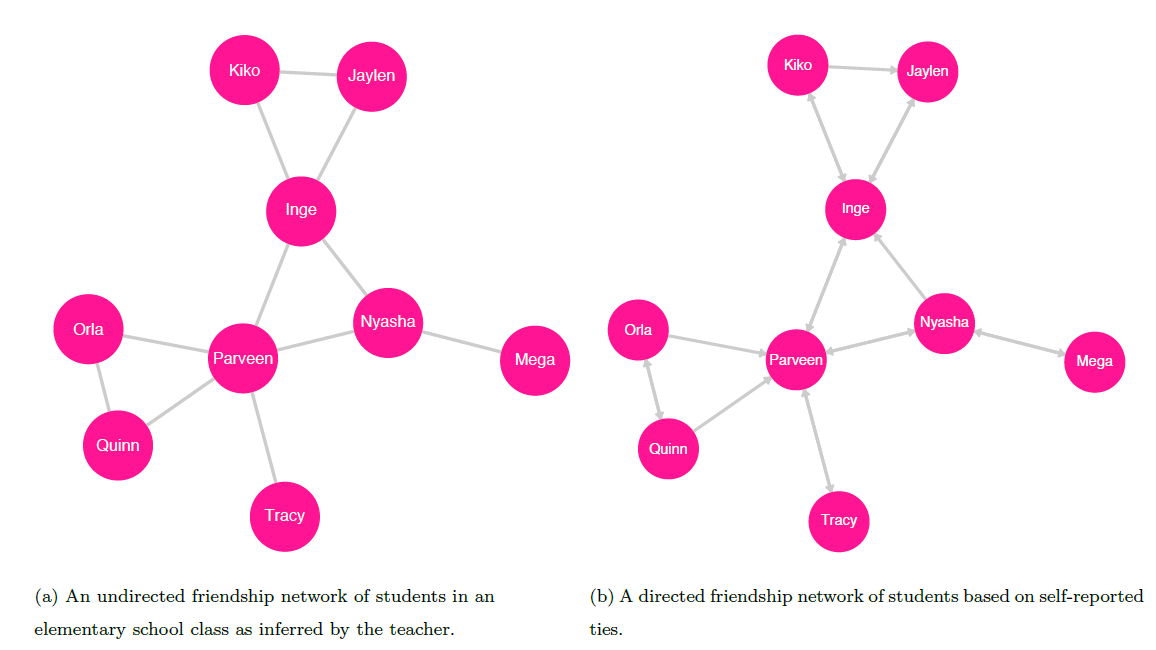 Kiko
Jaylen
Inge
Orla
Parveen
Nyasha
Mega
Quinn
Tracy
(a) An undirected friendship network of students in an
elementary school class as inferred by the teacher.
Kiko
Jaylen
Inge
Orla
Parveen
Nyasha
Mega
Quinn
Tracy
(b) A directed friendship network of students based on self-reported
ties.